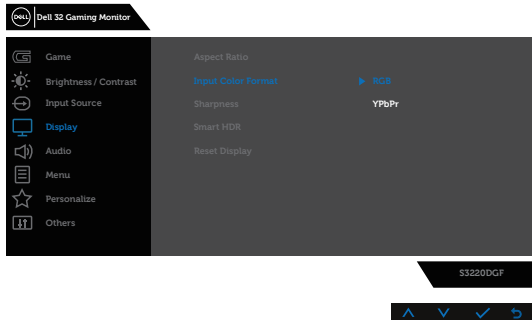 DELL Dell 32 Gaming Monitor
Game
Aspect Ratio
Input Color Format RGB
Brightness / Contrast
Input Source
Sharpness YPbPr
Display
Smart HDR
Audio
Reset Display
Menu
Personalize
Others
S3220DGF